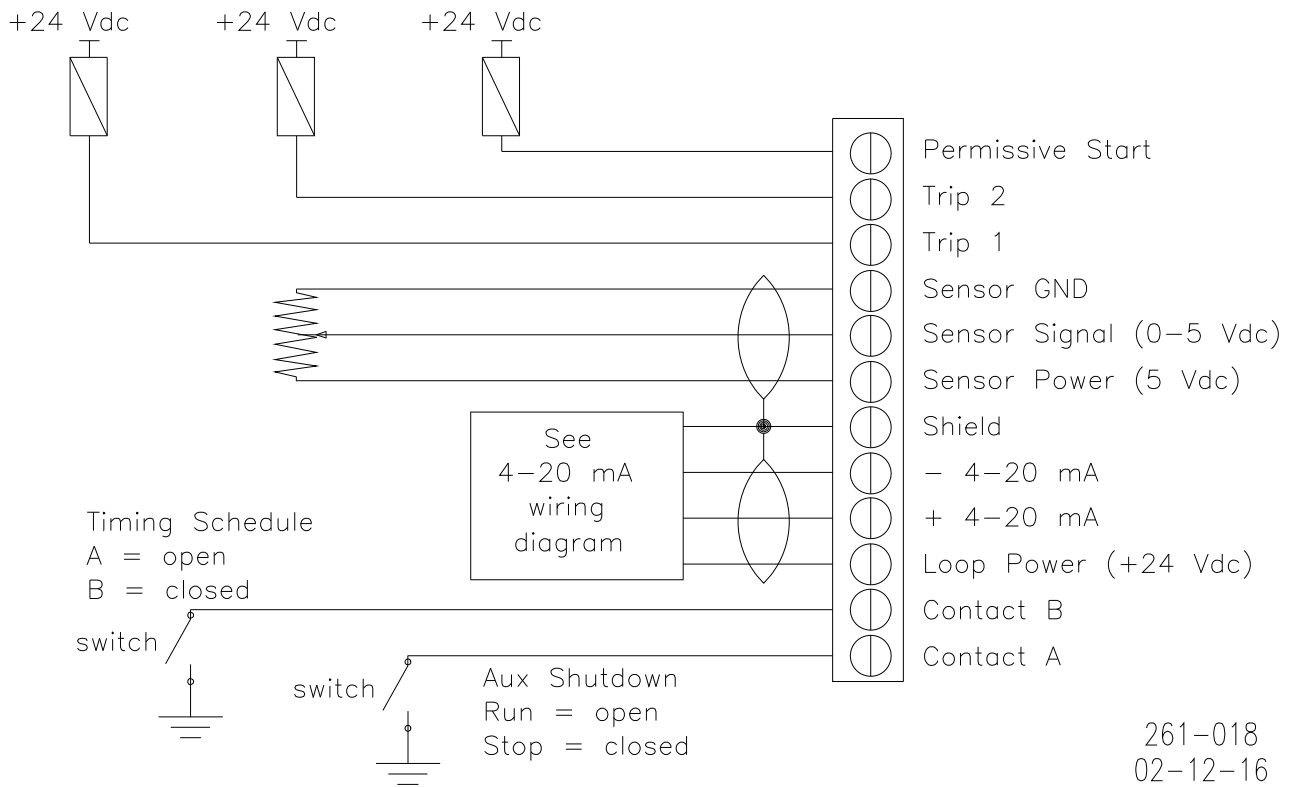 +24 Vdc
+24 Vdc
+24 Vdc
Permissive Start
Trip 2
Trip 1
Sensor GND
Sensor Signal (0-5 Vdc)
Sensor Power (5 Vdc)
Shield
- 4-20 mA
+ 4-20 mA
Loop Power (+24 Vdc)
Contact B
Contact A
See
4-20 mA
wiring
diagram
Timing Schedule
A = open
B = closed
switch
switch
Aux Shutdown
Run = open
Stop = closed
261-018
02-12-16